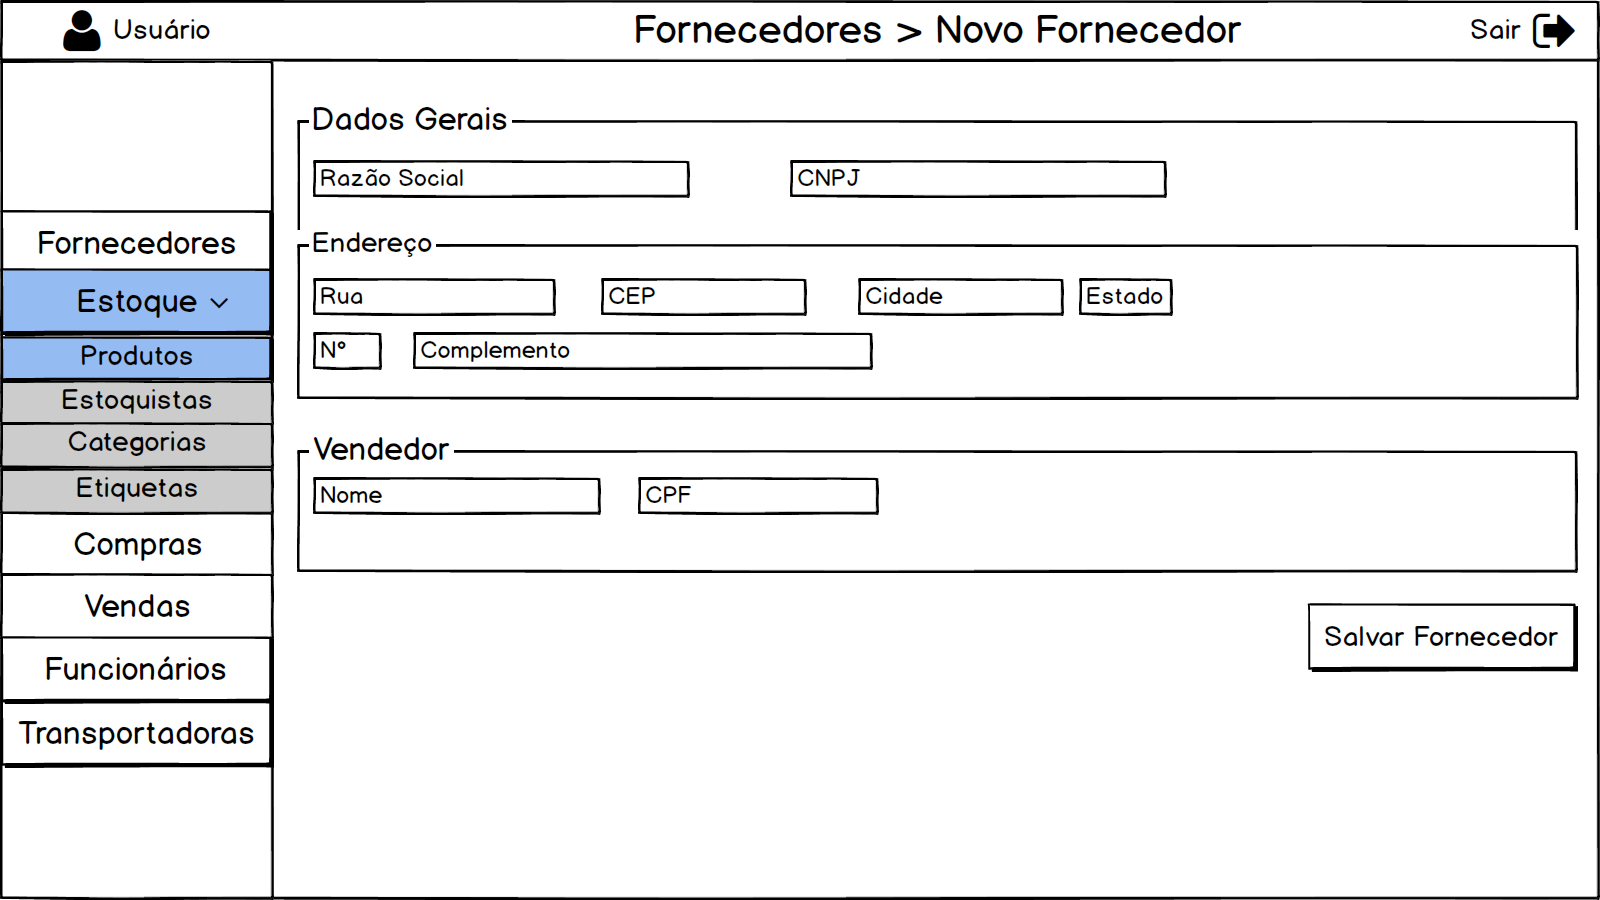 Usuário
Fornecedores > Novo Fornecedor
Sair
Fornecedores
Estoque
Produtos
Estoquistas
Categorias
Etiquetas
Compras
Vendas
Funcionários
Transportadoras
Dados Gerais
Razão Social CNPJ
Endereço
Rua CEP Cidade Estado
Nº Complemento
Vendedor
Nome CPF
Salvar Fornecedor